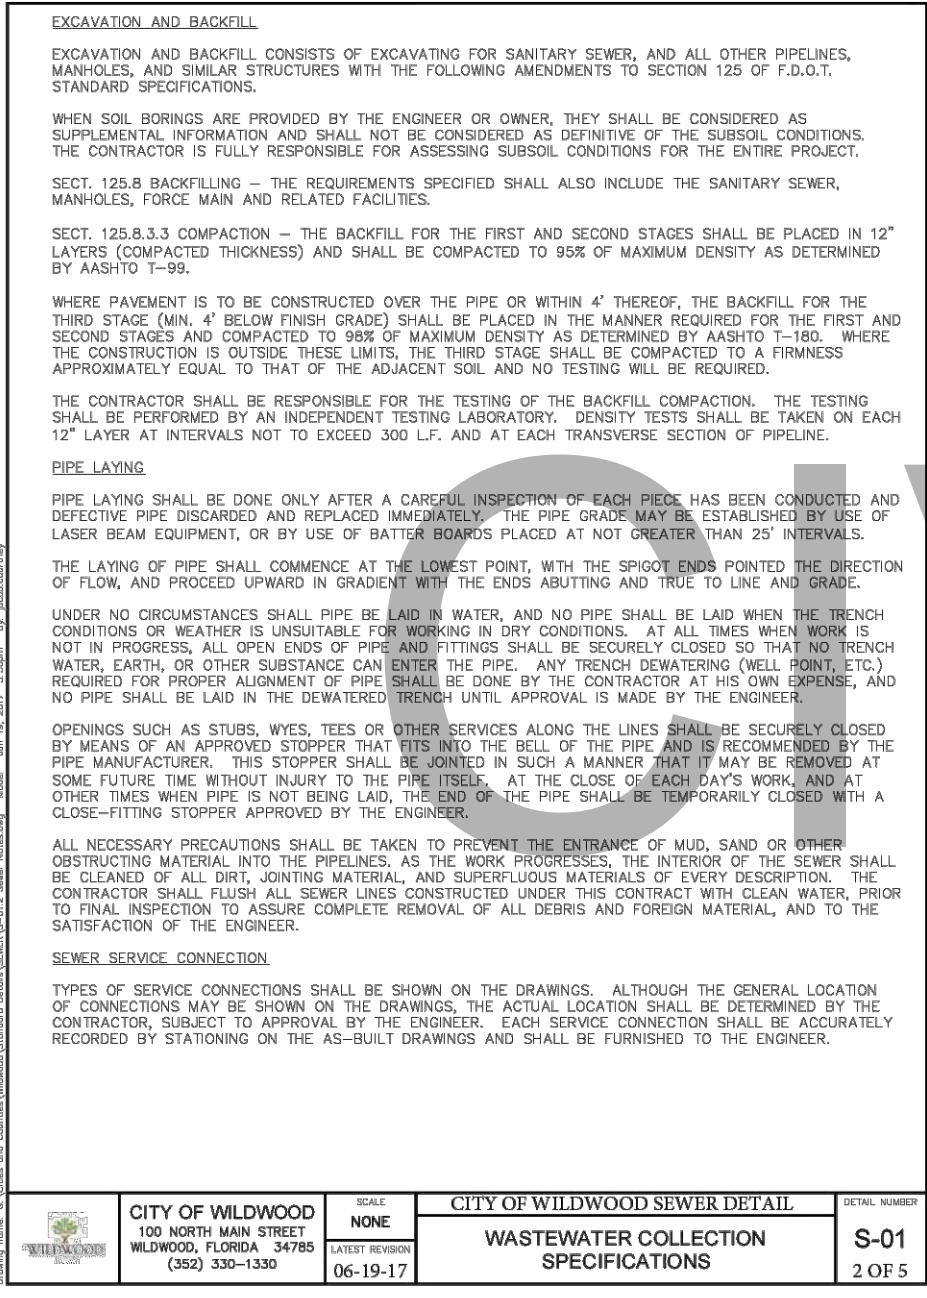 EXCAVATION AND BACKFILL
EXCAVATION AND BACKFILL CONSISTS OF EXCAVATING FOR SANITARY SEWER, AND ALL OTHER PIPELINES,
MANHOLES, AND SIMILAR STRUCTURES WITH THE FOLLOWING AMENDMENTS TO SECTION 125 OF F.D.O.T.
STANDARD SPECIFICATIONS.
WHEN SOIL BORINGS ARE PROVIDED BY THE ENGINEER OR OWNER, THEY SHALL BE CONSIDERED AS
SUPPLEMENTAL INFORMATION AND SHALL NOT BE CONSIDERED AS DEFINITIVE OF THE SUBSOIL CONDITIONS.
THE CONTRACTOR IS FULLY RESPONSIBLE FOR ASSESSING SUBSOIL CONDITIONS FOR THE ENTIRE PROJECT.
SECT. 125.8 BACKFILLING – THE REQUIREMENTS SPECIFIED SHALL ALSO INCLUDE THE SANITARY SEWER,
MANHOLES, FORCE MAIN AND RELATED FACILITIES.
SECT. 125.8.3.3 COMPACTION – THE BACKFILL FOR THE FIRST AND SECOND STAGES SHALL BE PLACED IN 12"
LAYERS (COMPACTED THICKNESS) AND SHALL BE COMPACTED TO 95% OF MAXIMUM DENSITY AS DETERMINED
BY AASHTO T–99.
WHERE PAVEMENT IS TO BE CONSTRUCTED OVER THE PIPE OR WITHIN 4' THEREOF, THE BACKFILL FOR THE
THIRD STAGE (MIN. 4' BELOW FINISH GRADE) SHALL BE PLACED IN THE MANNER REQUIRED FOR THE FIRST AND
SECOND STAGES AND COMPACTED TO 98% OF MAXIMUM DENSITY AS DETERMINED BY AASHTO T–180. WHERE
THE CONSTRUCTION IS OUTSIDE THESE LIMITS, THE THIRD STAGE SHALL BE COMPACTED TO A FIRMNESS
APPROXIMATELY EQUAL TO THAT OF THE ADJACENT SOIL AND NO TESTING WILL BE REQUIRED.
THE CONTRACTOR SHALL BE RESPONSIBLE FOR THE TESTING OF THE BACKFILL COMPACTION. THE TESTING
SHALL BE PERFORMED BY AN INDEPENDENT TESTING LABORATORY. DENSITY TESTS SHALL BE TAKEN ON EACH
12" LAYER AT INTERVALS NOT TO EXCEED 300 L.F. AND AT EACH TRANSVERSE SECTION OF PIPELINE.
PIPE LAYING
PIPE LAYING SHALL BE DONE ONLY AFTER A CAREFUL INSPECTION OF EACH PIECE HAS BEEN CONDUCTED AND
DEFECTIVE PIPE DISCARDED AND REPLACED IMMEDIATELY. THE PIPE GRADE MAY BE ESTABLISHED BY USE OF
LASER BEAM EQUIPMENT, OR BY USE OF BATTER BOARDS PLACED AT NOT GREATER THAN 25' INTERVALS.
THE LAYING OF PIPE SHALL COMMENCE AT THE LOWEST POINT, WITH THE SPIGOT ENDS POINTED THE DIRECTION
OF FLOW, AND PROCEED UPWARD IN GRADIENT WITH THE ENDS ABUTTING AND TRUE TO LINE AND GRADE.
UNDER NO CIRCUMSTANCES SHALL PIPE BE LAID IN WATER, AND NO PIPE SHALL BE LAID WHEN THE TRENCH
CONDITIONS OR WEATHER IS UNSUITABLE FOR WORKING IN DRY CONDITIONS. AT ALL TIMES WHEN WORK IS
NOT IN PROGRESS, ALL OPEN ENDS OF PIPE AND FITTINGS SHALL BE SECURELY CLOSED SO THAT NO TRENCH
WATER, EARTH, OR OTHER SUBSTANCE CAN ENTER THE PIPE. ANY TRENCH DEWATERING (WELL POINT, ETC.)
REQUIRED FOR PROPER ALIGNMENT OF PIPE SHALL BE DONE BY THE CONTRACTOR AT HIS OWN EXPENSE, AND
NO PIPE SHALL BE LAID IN THE DEWATERED TRENCH UNTIL APPROVAL IS MADE BY THE ENGINEER.
OPENINGS SUCH AS STUBS, WYES, TEES OR OTHER SERVICES ALONG THE LINES SHALL BE SECURELY CLOSED
BY MEANS OF AN APPROVED STOPPER THAT FITS INTO THE BELL OF THE PIPE AND IS RECOMMENDED BY THE
PIPE MANUFACTURER. THIS STOPPER SHALL BE JOINTED IN SUCH A MANNER THAT IT MAY BE REMOVED AT
SOME FUTURE TIME WITHOUT INJURY TO THE PIPE ITSELF. AT THE CLOSE OF EACH DAY'S WORK, AND AT
OTHER TIMES WHEN PIPE IS NOT BEING LAID, THE END OF THE PIPE SHALL BE TEMPORARILY CLOSED WITH A
CLOSE–FITTING STOPPER APPROVED BY THE ENGINEER.
ALL NECESSARY PRECAUTIONS SHALL BE TAKEN TO PREVENT THE ENTRANCE OF MUD, SAND OR OTHER
OBSTRUCTING MATERIAL INTO THE PIPELINES. AS THE WORK PROGRESSES, THE INTERIOR OF THE SEWER SHALL
BE CLEANED OF ALL DIRT, JOINTING MATERIAL, AND SUPERFLUOUS MATERIALS OF EVERY DESCRIPTION. THE
CONTRACTOR SHALL FLUSH ALL SEWER LINES CONSTRUCTED UNDER THIS CONTRACT WITH CLEAN WATER, PRIOR
TO FINAL INSPECTION TO ASSURE COMPLETE REMOVAL OF ALL DEBRIS AND FOREIGN MATERIAL, AND TO THE
SATISFACTION OF THE ENGINEER.
SEWER SERVICE CONNECTION
TYPES OF SERVICE CONNECTIONS SHALL BE SHOWN ON THE DRAWINGS. ALTHOUGH THE GENERAL LOCATION
OF CONNECTIONS MAY BE SHOWN ON THE DRAWINGS, THE ACTUAL LOCATION SHALL BE DETERMINED BY THE
CONTRACTOR, SUBJECT TO APPROVAL BY THE ENGINEER. EACH SERVICE CONNECTION SHALL BE ACCURATELY
RECORDED BY STATIONING ON THE AS–BUILT DRAWINGS AND SHALL BE FURNISHED TO THE ENGINEER.
WILDWOOD
CITY OF WILDWOOD
100 NORTH MAIN STREET
WILDWOOD, FLORIDA 34785
(352) 330–1330
SCALE
NONE
LATEST REVISION
06-19-17
CITY OF WILDWOOD SEWER DETAIL
WASTEWATER COLLECTION
SPECIFICATIONS
DETAIL NUMBER
S-01
2 OF 5